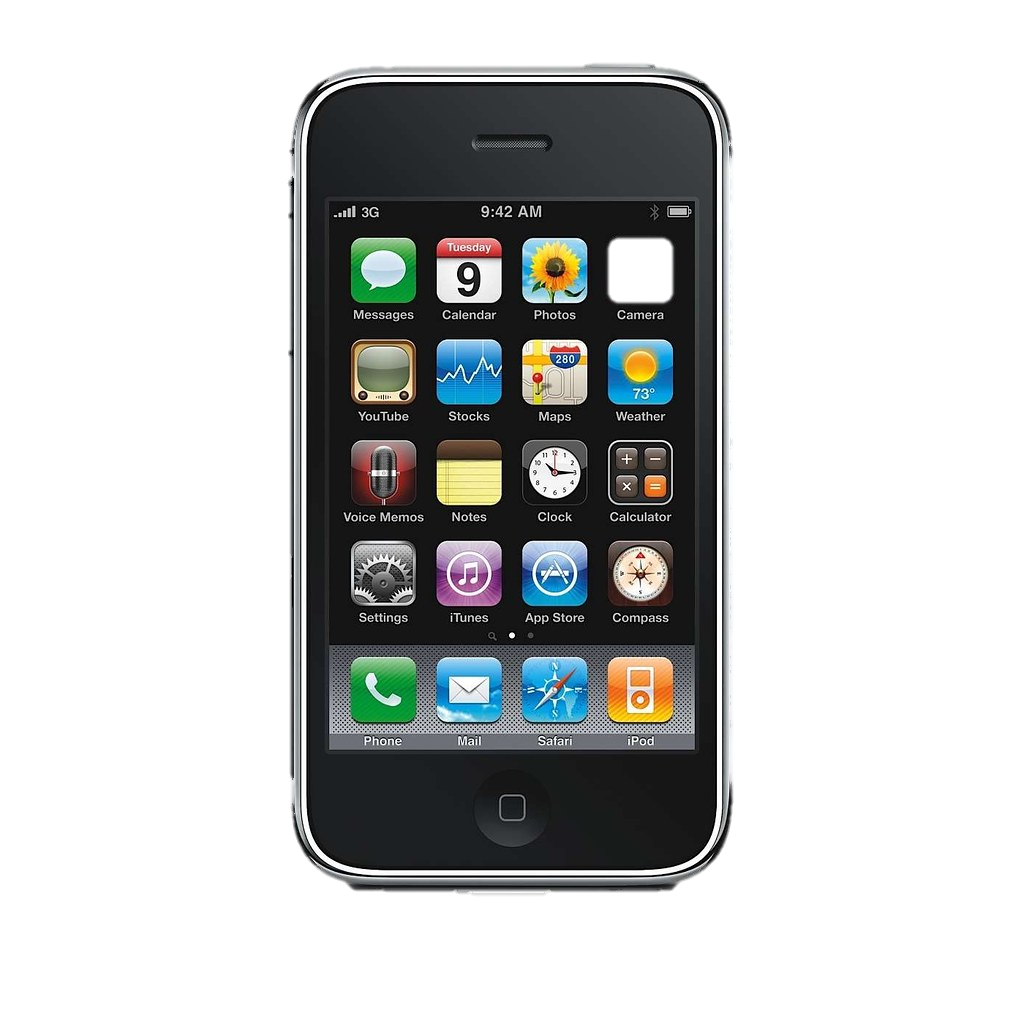 3G 9:42 AM
Tuesday
9
Messages Calendar Photos Camera
280
73°
YouTube Stocks Maps Weather
Voice Memos Notes Clock Calculator
Settings iTunes App Store Compass
N
Phone Mail Safari iPod